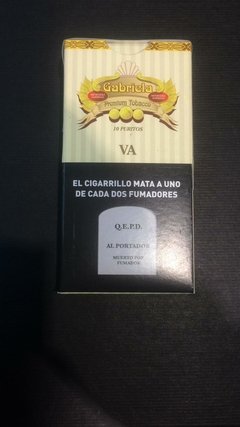 Gabriela
Premium Tobacco
10 PURITOS
VA
EL CIGARRILLO MATA A UNO
DE CADA DOS FUMADORES
Q.E.P.D.
AL PORTADOR
MUERTO POR
FUMADOR